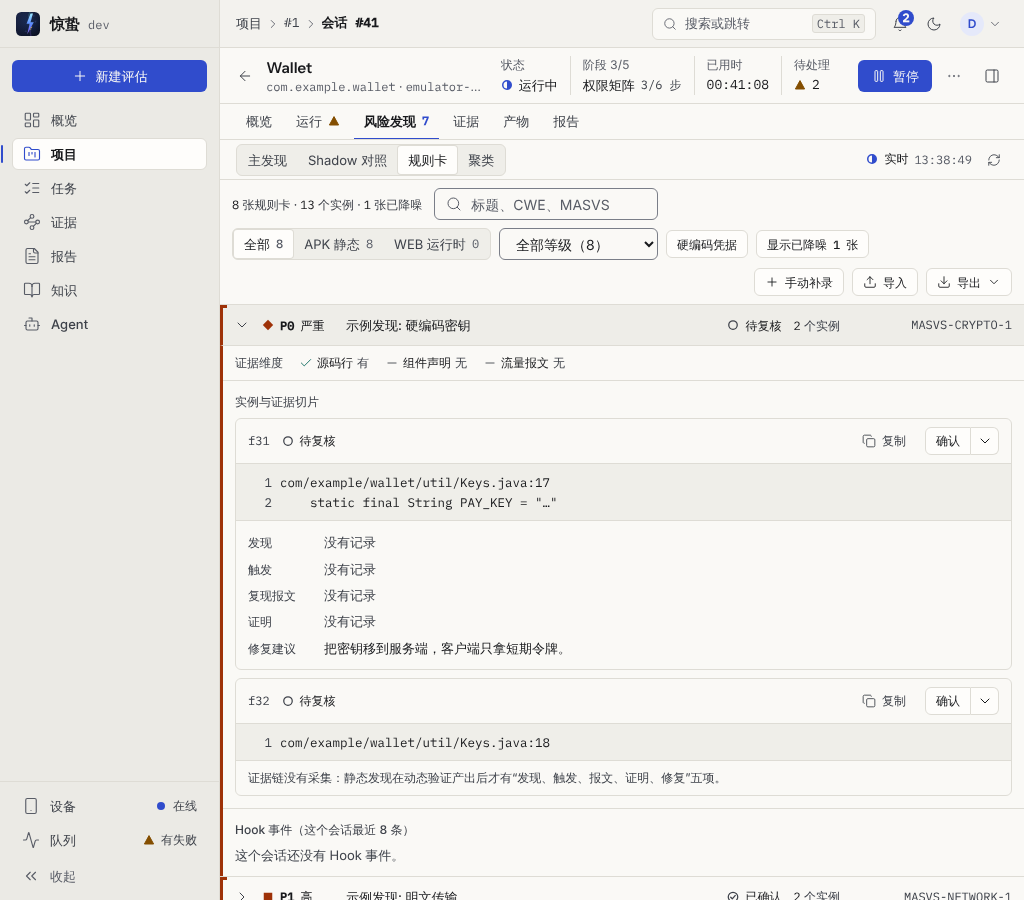 惊蛰 dev
项目 > #1 > 会话 #41
搜索或跳转 Ctrl K
2
D
新建评估
概览
项目
任务
证据
报告
知识
Agent
设备 在线
队列 有失败
收起
Wallet
com.example.wallet · emulator-…
状态
运行中
阶段 3/5
权限矩阵 3/6 步
已用时
00:41:08
待处理
2
暂停
概览 运行 风险发现 7 证据 产物 报告
主发现 Shadow 对照 规则卡 聚类
实时 13:38:49
8 张规则卡 · 13 个实例 · 1 张已降噪
标题、CWE、MASVS
全部 8 APK 静态 8 WEB 运行时 0
全部等级（8）
硬编码凭据
显示已降噪 1 张
手动补录 导入 导出
P0 严重 示例发现: 硬编码密钥 待复核 2 个实例 MASVS-CRYPTO-1
证据维度 源码行 有 组件声明 无 流量报文 无
实例与证据切片
f31 待复核 复制 确认
1 com/example/wallet/util/Keys.java:17
2 static final String PAY_KEY = "…"
发现 没有记录
触发 没有记录
复现报文 没有记录
证明 没有记录
修复建议 把密钥移到服务端，客户端只拿短期令牌。
f32 待复核 复制 确认
1 com/example/wallet/util/Keys.java:18
证据链没有采集：静态发现在动态验证产出后才有“发现、触发、报文、证明、修复”五项。
Hook 事件（这个会话最近 8 条）
这个会话还没有 Hook 事件。
P1 高 示例发现: 明文传输 已确认 2 个实例 MASVS-NETWORK-1